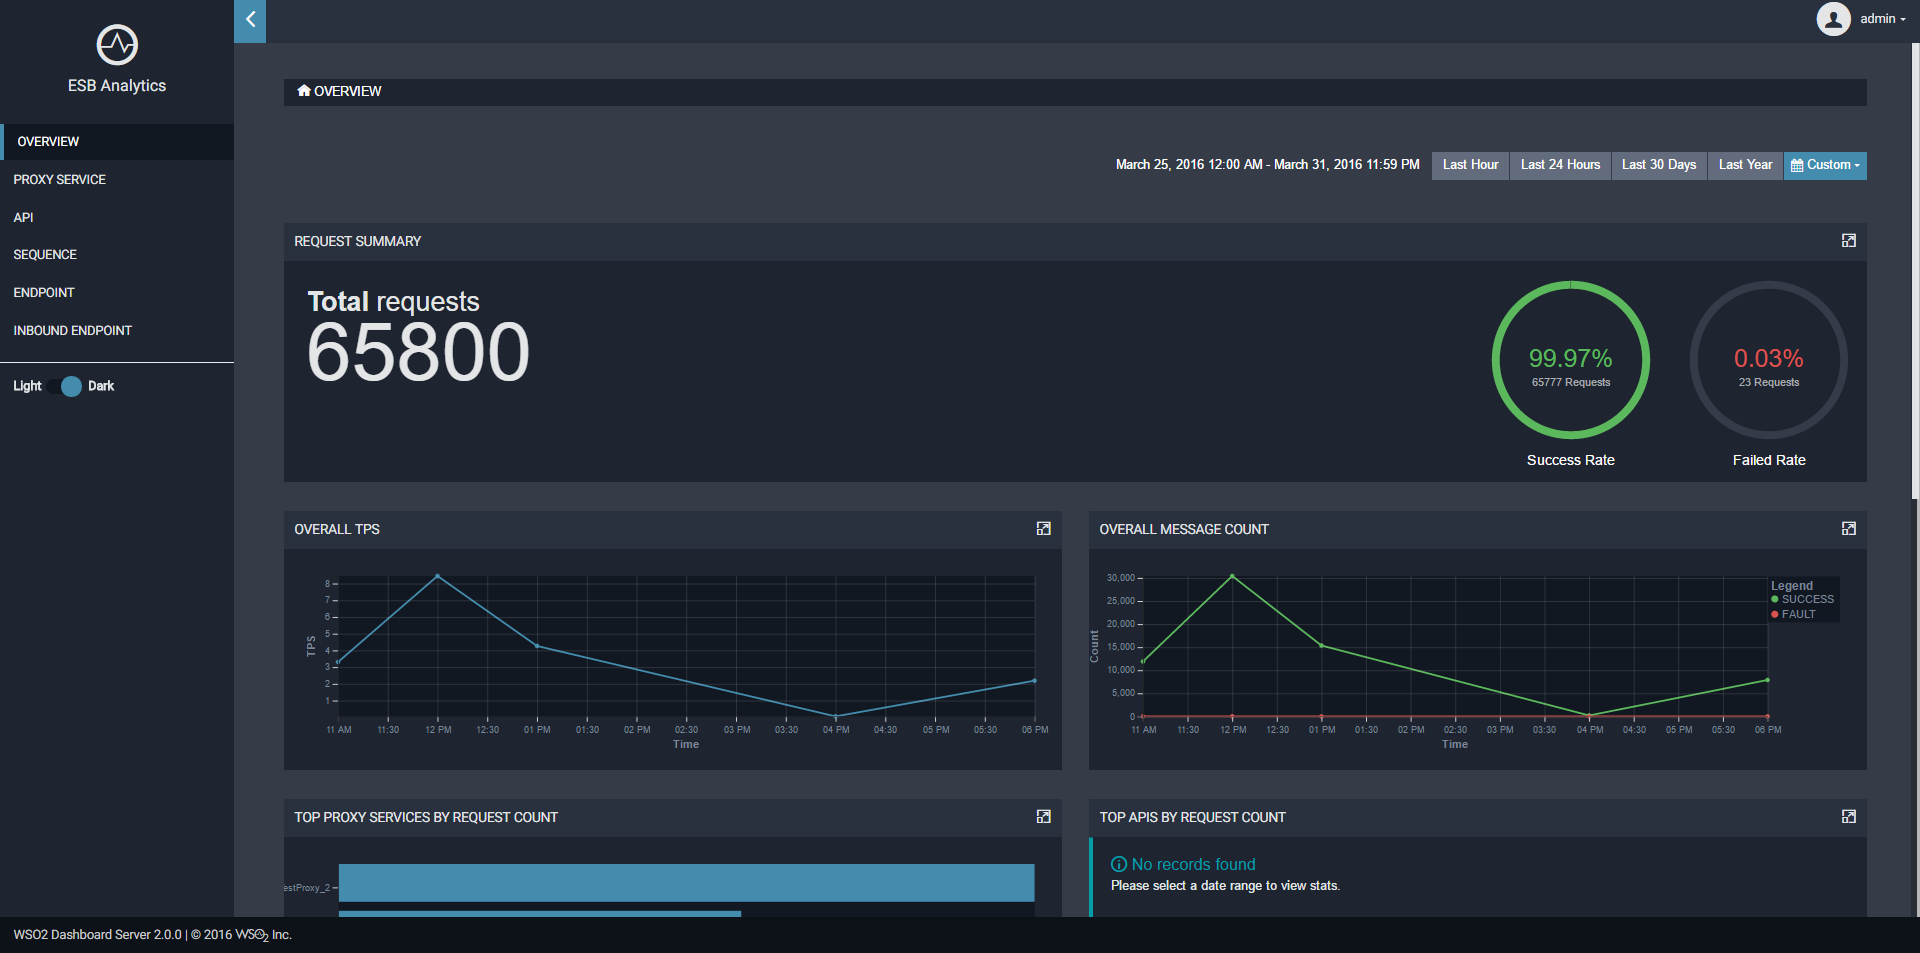 admin
ESB Analytics
OVERVIEW
OVERVIEW
PROXY SERVICE
API
SEQUENCE
ENDPOINT
INBOUND ENDPOINT
Light Dark
March 25, 2016 12:00 AM - March 31, 2016 11:59 PM Last Hour Last 24 Hours Last 30 Days Last Year Custom
REQUEST SUMMARY
Total requests
65800
99.97%
65777 Requests
Success Rate
0.03%
23 Requests
Failed Rate
OVERALL TPS
8
7
6
5
4
3
2
1
TPS
11 AM 11:30 12 PM 12:30 01 PM 01:30 02 PM 02:30 03 PM 03:30 04 PM 04:30 05 PM 05:30 06 PM
Time
OVERALL MESSAGE COUNT
30,000
25,000
20,000
15,000
10,000
5,000
0
Count
Legend
SUCCESS
FAULT
11 AM 11:30 12 PM 12:30 01 PM 01:30 02 PM 02:30 03 PM 03:30 04 PM 04:30 05 PM 05:30 06 PM
Time
TOP PROXY SERVICES BY REQUEST COUNT
estProxy_2
TOP APIS BY REQUEST COUNT
No records found
Please select a date range to view stats.
WSO2 Dashboard Server 2.0.0 | © 2016 WSO2 Inc.